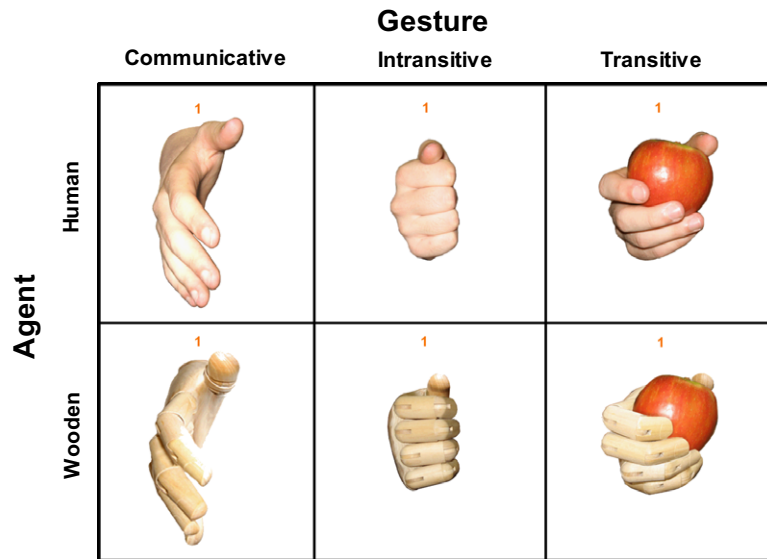 Gesture
Communicative Intransitive Transitive
Agent
Human
1 1 1
Wooden
1 1 1